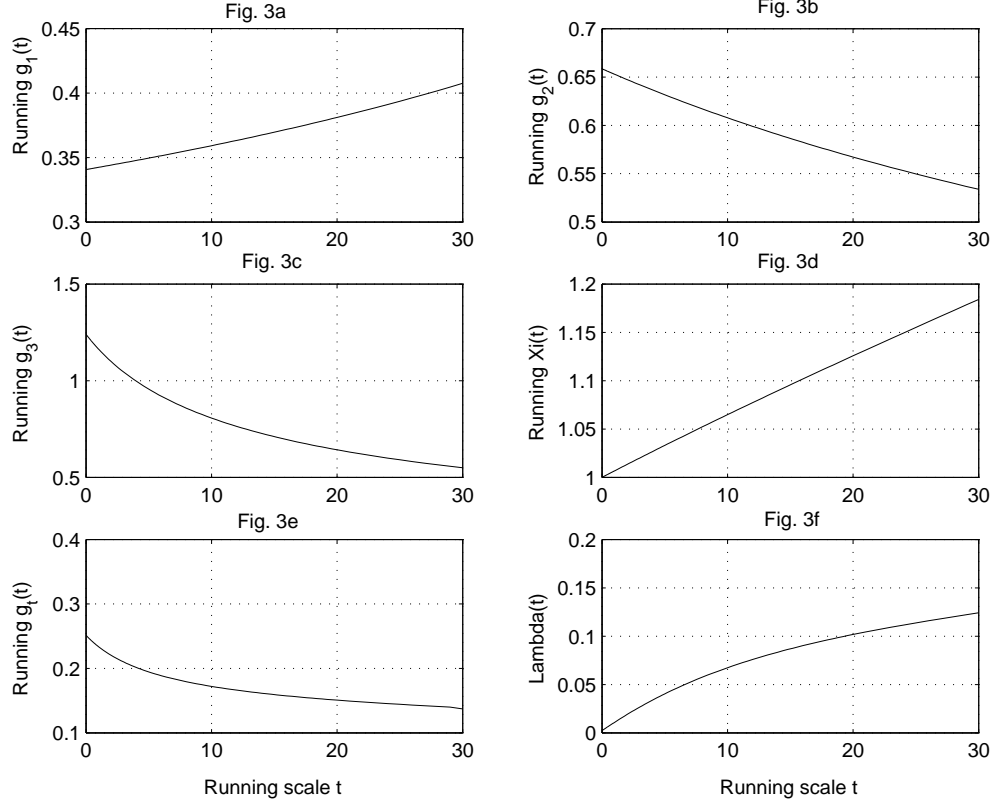 Fig. 3a
Running g1(t)
0.45
0.4
0.35
0.3
0 10 20 30
Fig. 3b
Running g2(t)
0.7
0.65
0.6
0.55
0.5
0 10 20 30
Fig. 3c
Running g3(t)
1.5
1
0.5
0 10 20 30
Fig. 3d
Running Xi(t)
1.2
1.15
1.1
1.05
1
0 10 20 30
Fig. 3e
Running gt(t)
0.4
0.3
0.2
0.1
0 10 20 30
Running scale t
Fig. 3f
Lambda(t)
0.2
0.15
0.1
0.05
0
0 10 20 30
Running scale t